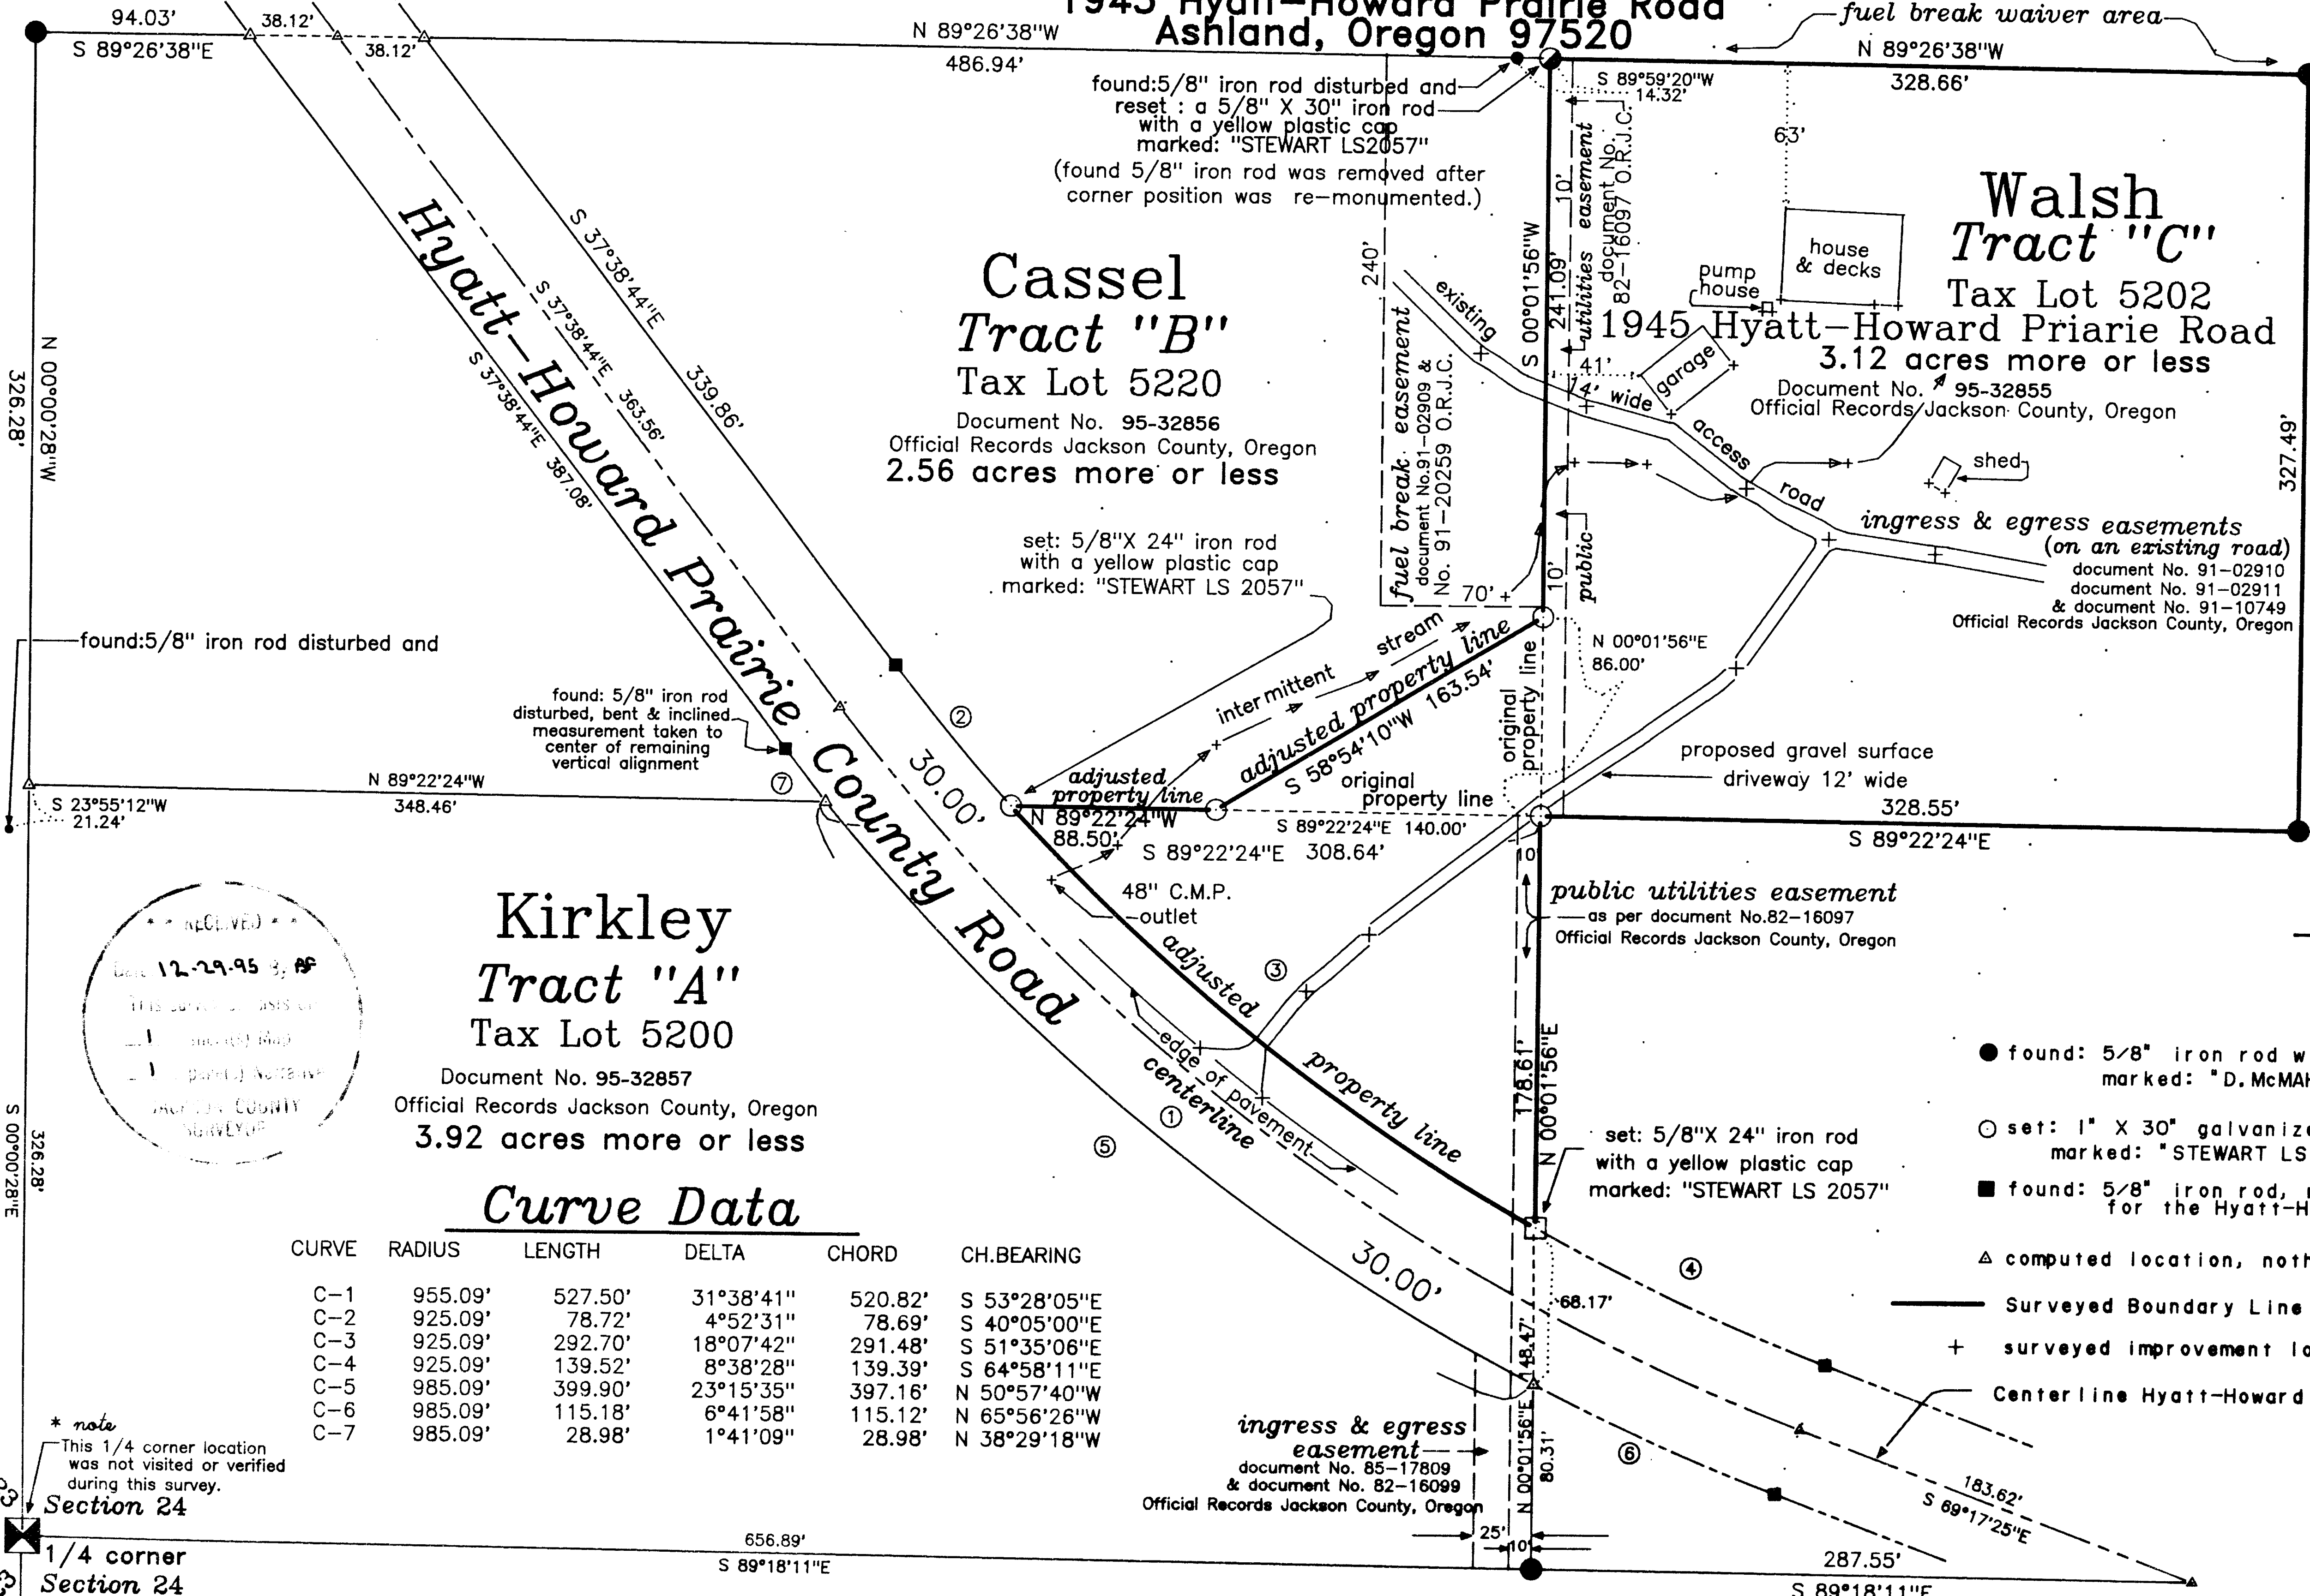 1945 Hyatt-Howard Prairie Road
Ashland, Oregon 97520
fuel break waiver area
94.03'
38.12'
S 89°26'38"E
38.12'
N 89°26'38"W
486.94'
N 89°26'38"W
328.66'
found:5/8" iron rod disturbed and
reset : a 5/8" X 30" iron rod
with a yellow plastic cap
marked: "STEWART LS2057"
(found 5/8" iron rod was removed after
corner position was re-monumented.)
S 89°59'20"W
14.32'
63'
Hyatt-Howard Prairie County Road
S 37°38'44"E
339.86'
S 37°38'44"E 363.56'
S 37°38'44"E 387.08'
N 00°00'28"W
326.28'
Cassel
Tract "B"
Tax Lot 5220
Document No. 95-32856
Official Records Jackson County, Oregon
2.56 acres more or less
240'
fuel break easement
document No.91-02909 &
No. 91-20259 O.R.J.C.
70'
S 00°01'56"W
241.09'
10'
utilities easement
document No.
82-16097 O.R.J.C.
public
10'
Walsh
Tract "C"
Tax Lot 5202
1945 Hyatt-Howard Priarie Road
3.12 acres more or less
Document No. 95-32855
Official Records Jackson County, Oregon
house
& decks
pump
house
garage
41'
existing
14' wide
access
road
shed
327.49'
ingress & egress easements
(on an existing road)
document No. 91-02910
document No. 91-02911
& document No. 91-10749
Official Records Jackson County, Oregon
set: 5/8"X 24" iron rod
with a yellow plastic cap
marked: "STEWART LS 2057"
found:5/8" iron rod disturbed and
found: 5/8" iron rod
disturbed, bent & inclined
measurement taken to
center of remaining
vertical alignment
2
7
30.00'
intermittent stream
adjusted property line
S 58°54'10"W 163.54'
N 00°01'56"E
86.00'
original
property line
adjusted
property line
N 89°22'24"W
88.50'
original
property line
S 89°22'24"E 140.00'
S 89°22'24"E 308.64'
proposed gravel surface
driveway 12' wide
328.55'
S 89°22'24"E
N 89°22'24"W
348.46'
S 23°55'12"W
21.24'
48" C.M.P.
outlet
adjusted
property line
3
10'
public utilities easement
as per document No.82-16097
Official Records Jackson County, Oregon
178.61'
N 00°01'56"E
RECEIVED
12-29-95
JACKSON COUNTY
SURVEYOR
Kirkley
Tract "A"
Tax Lot 5200
Document No. 95-32857
Official Records Jackson County, Oregon
3.92 acres more or less
326.28'
S 00°00'28"E
edge of pavement
centerline
1
5
set: 5/8"X 24" iron rod
with a yellow plastic cap
marked: "STEWART LS 2057"
found: 5/8" iron rod w
marked: "D. McMA
set: 1" X 30" galvaniz
marked: "STEWART LS
found: 5/8" iron rod,
for the Hyatt-H
computed location, noth
Surveyed Boundary Line
surveyed improvement lo
Centerline Hyatt-Howard
Curve Data
CURVE RADIUS LENGTH DELTA CHORD CH.BEARING
C-1 955.09' 527.50' 31°38'41" 520.82' S 53°28'05"E
C-2 925.09' 78.72' 4°52'31" 78.69' S 40°05'00"E
C-3 925.09' 292.70' 18°07'42" 291.48' S 51°35'06"E
C-4 925.09' 139.52' 8°38'28" 139.39' S 64°58'11"E
C-5 985.09' 399.90' 23°15'35" 397.16' N 50°57'40"W
C-6 985.09' 115.18' 6°41'58" 115.12' N 65°56'26"W
C-7 985.09' 28.98' 1°41'09" 28.98' N 38°29'18"W
30.00'
4
68.17'
148.47'
6
N 00°01'56"E
80.31'
ingress & egress
easement
document No. 85-17809
& document No. 82-16099
Official Records Jackson County, Oregon
25'
10'
183.62'
S 69°17'25"E
* note
This 1/4 corner location
was not visited or verified
during this survey.
Section 24
1/4 corner
Section 24
656.89'
S 89°18'11"E
287.55'
S 89°18'11"E